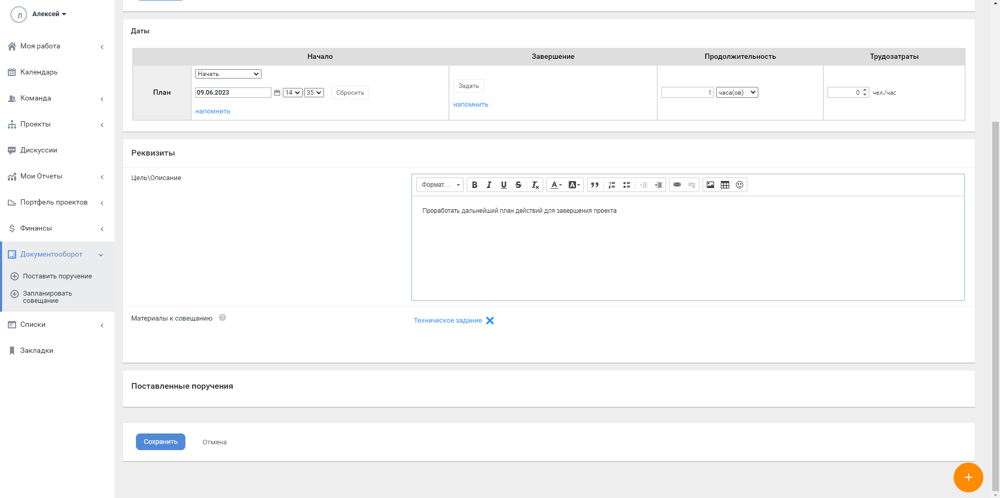 Л
Алексей
Моя работа
Календарь
Команда
Проекты
Дискуссии
Мои Отчеты
Портфель проектов
Финансы
Документооборот
Поставить поручение
Запланировать
совещание
Списки
Закладки
Даты
Начало
Завершение
Продолжительность
Трудозатраты
План
Начать
09.06.2023
14 : 35
Сбросить
напомнить
Задать
напомнить
1 часа(ов)
0 чел./час
Реквизиты
Цель\Описание
Формат...
Проработать дальнейший план действий для завершения проекта
Материалы к совещанию
Техническое задание
Поставленные поручения
Сохранить
Отмена